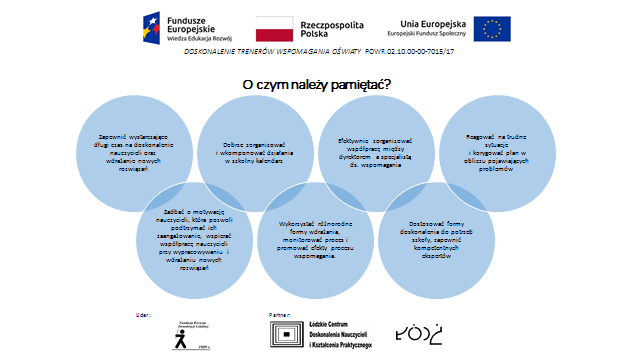 Fundusze
Europejskie
Wiedza Edukacja Rozwój
Rzeczpospolita
Polska
Unia Europejska
Europejski Fundusz Społeczny
DOSKONALENIE TRENERÓW WSPOMAGANIA OŚWIATY POWR.02.10.00-00-7015/17
O czym należy pamiętać?
Zapewnić wystarczająco
długi czas na doskonalenie
nauczycieli oraz
wdrażanie nowych
rozwiązań
Dobrze zorganizować
i wkomponować działania
w szkolny kalendarz
Efektywnie zorganizować
współpracę między
dyrektorem a specjalistą
ds. wspomagania
Reagować na trudne
sytuacje
i korygować plan w
obliczu pojawiających
problemów
Zadbać o motywację
nauczycieli, która pozwoli
podtrzymać ich
zaangażowanie, wspierać
współpracę nauczycieli
przy wypracowywaniu i
wdrażaniu nowych
rozwiązań
Wykorzystać różnorodne
formy wdrażania,
monitorować proces i
promować efekty procesu
wspomagania.
Dostosować formy
doskonalenia do potrzeb
szkoły, zapewnić
kompetentnych
ekspertów
Lider:
Partner:
Fundacja Rozwoju
Demokracji Lokalnej
1989 r.
Łódzkie Centrum
Doskonalenia Nauczycieli
i Kształcenia Praktycznego
ŁÓDŹ